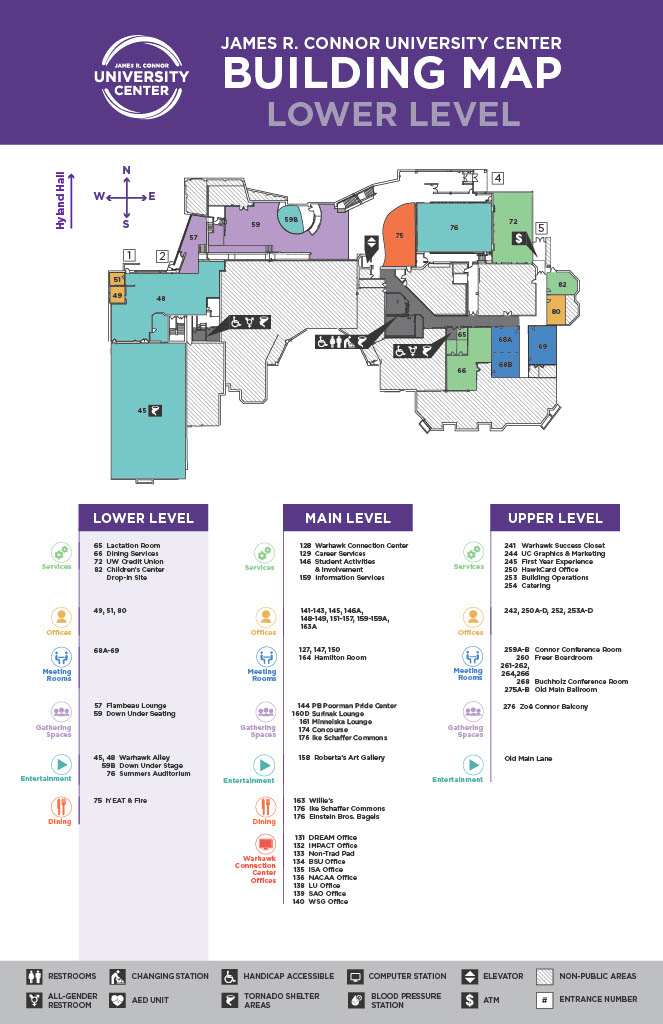 JAMES R. CONNOR
UNIVERSITY
CENTER
JAMES R. CONNOR UNIVERSITY CENTER
BUILDING MAP
LOWER LEVEL
Hyland Hall
N
W E
S
4
59B
59
72
57
75
76
5
$
1
2
51
49
48
82
80
65
68A
69
66
68B
45
LOWER LEVEL
Services
65 Lactation Room
66 Dining Services
72 UW Credit Union
82 Children's Center
Drop-In Site
Offices
49, 51, 80
Meeting
Rooms
68A-69
Gathering
Spaces
57 Flambeau Lounge
59 Down Under Seating
Entertainment
45, 48 Warhawk Alley
59B Down Under Stage
76 Summers Auditorium
Dining
75 h'EAT & Fire
MAIN LEVEL
Services
128 Warhawk Connection Center
129 Career Services
146 Student Activities
& Involvement
159 Information Services
Offices
141-143, 145, 146A,
148-149, 151-157, 159-159A,
163A
Meeting
Rooms
127, 147, 150
164 Hamilton Room
Gathering
Spaces
144 PB Poorman Pride Center
160D Surinak Lounge
161 Minneiska Lounge
174 Concourse
176 Ike Schaffer Commons
Entertainment
158 Roberta's Art Gallery
Dining
163 Willie's
176 Ike Schaffer Commons
176 Einstein Bros. Bagels
Warhawk
Connection
Center
Offices
131 DREAM Office
132 IMPACT Office
133 Non-Trad Pad
134 BSU Office
135 ISA Office
136 NACAA Office
138 LU Office
139 SAO Office
140 WSG Office
UPPER LEVEL
Services
241 Warhawk Success Closet
244 UC Graphics & Marketing
245 First Year Experience
250 HawkCard Office
253 Building Operations
254 Catering
Offices
242, 250A-D, 252, 253A-D
Meeting
Rooms
259A-B Connor Conference Room
260 Freer Boardroom
261-262,
264,266
268 Buchholz Conference Room
275A-B Old Main Ballroom
Gathering
Spaces
276 Zoë Connor Balcony
Entertainment
Old Main Lane
RESTROOMS
CHANGING STATION
HANDICAP ACCESSIBLE
COMPUTER STATION
ELEVATOR
NON-PUBLIC AREAS
ALL-GENDER
RESTROOM
AED UNIT
TORNADO SHELTER
AREAS
BLOOD PRESSURE
STATION
$ ATM
# ENTRANCE NUMBER